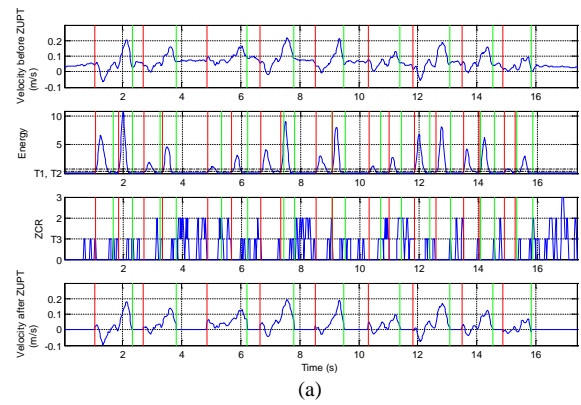 Velocity before ZUPT
(m/s)
0.2
0.1
0
-0.1
2 4 6 8 10 12 14 16
Energy
10
5
T1, T2
2 4 6 8 10 12 14 16
ZCR
3
2
T3
0
2 4 6 8 10 12 14 16
Velocity after ZUPT
(m/s)
0.2
0.1
0
-0.1
2 4 6 8 10 12 14 16
Time (s)
(a)